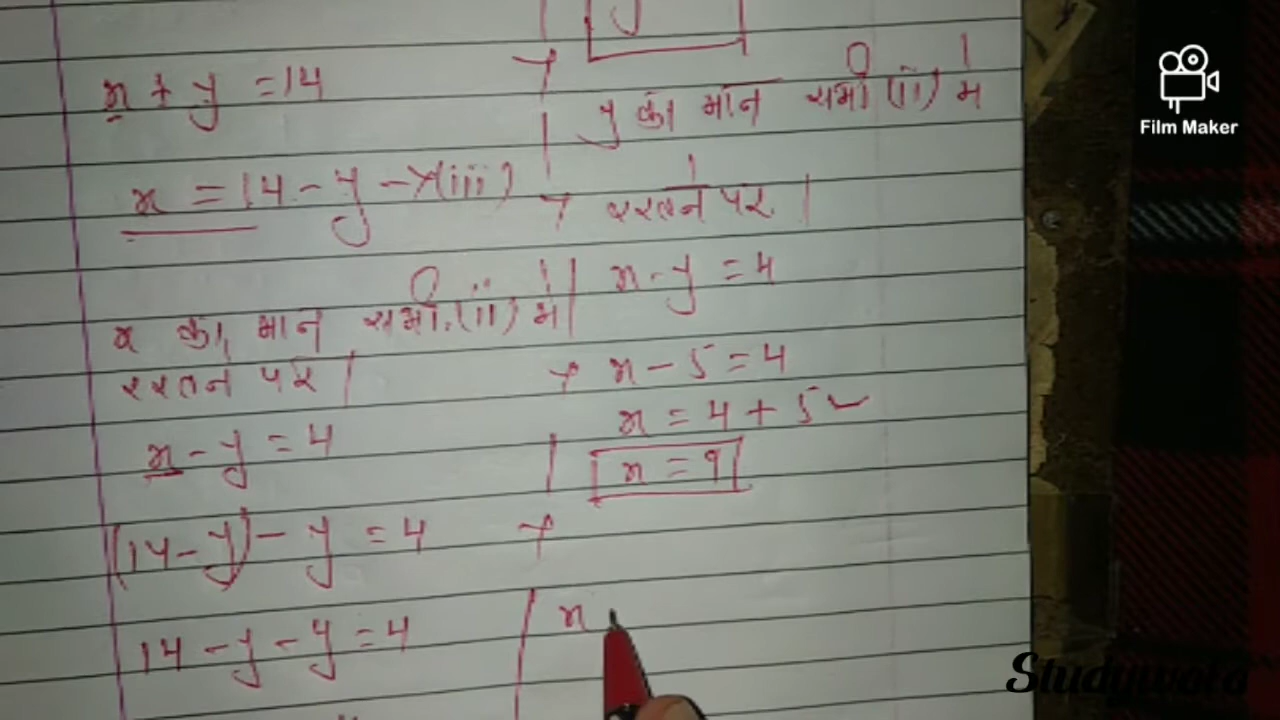 x + y = 14
x = 14 - y → (iii)
x का मान समी. (ii) में
रखने पर।
x - y = 4
(14 - y) - y = 4
14 - y - y = 4
y
y का मान समी (ii) में
रखने पर।
x - y = 4
x - 5 = 4
x = 4 + 5
x = 9
x
Film Maker
Studywofa